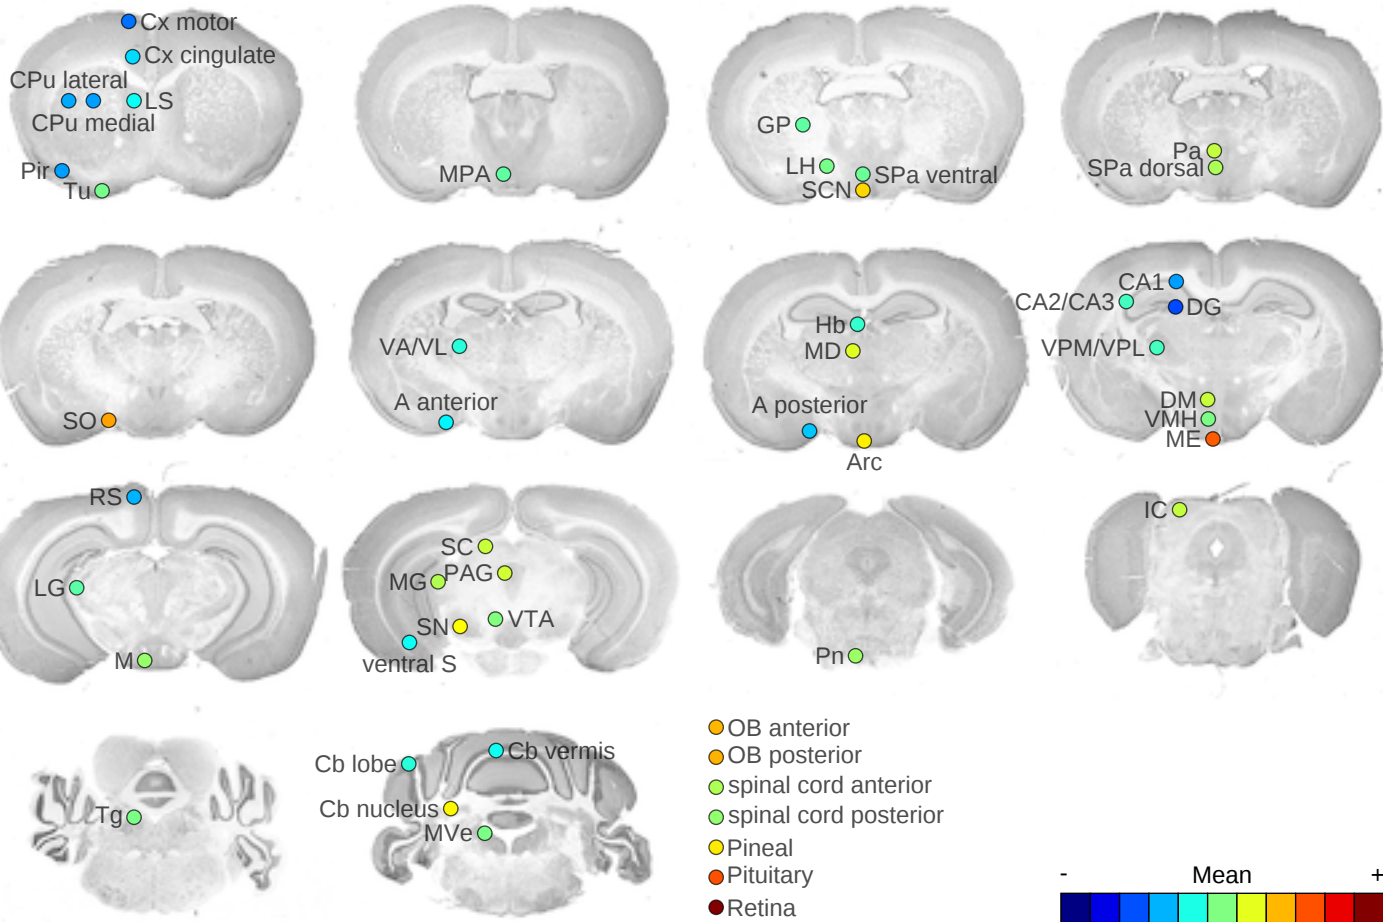 Cx motor
Cx cingulate
CPu lateral
LS
CPu medial
Pir
Tu
MPA
GP
LH
SPa ventral
SCN
Pa
SPa dorsal
SO
VA/VL
A anterior
Hb
MD
A posterior
Arc
CA1
CA2/CA3
DG
VPM/VPL
DM
VMH
ME
RS
LG
M
SC
PAG
MG
SN
VTA
ventral S
Pn
IC
Tg
Cb vermis
Cb lobe
Cb nucleus
MVe
OB anterior
OB posterior
spinal cord anterior
spinal cord posterior
Pineal
Pituitary
Retina
- Mean +